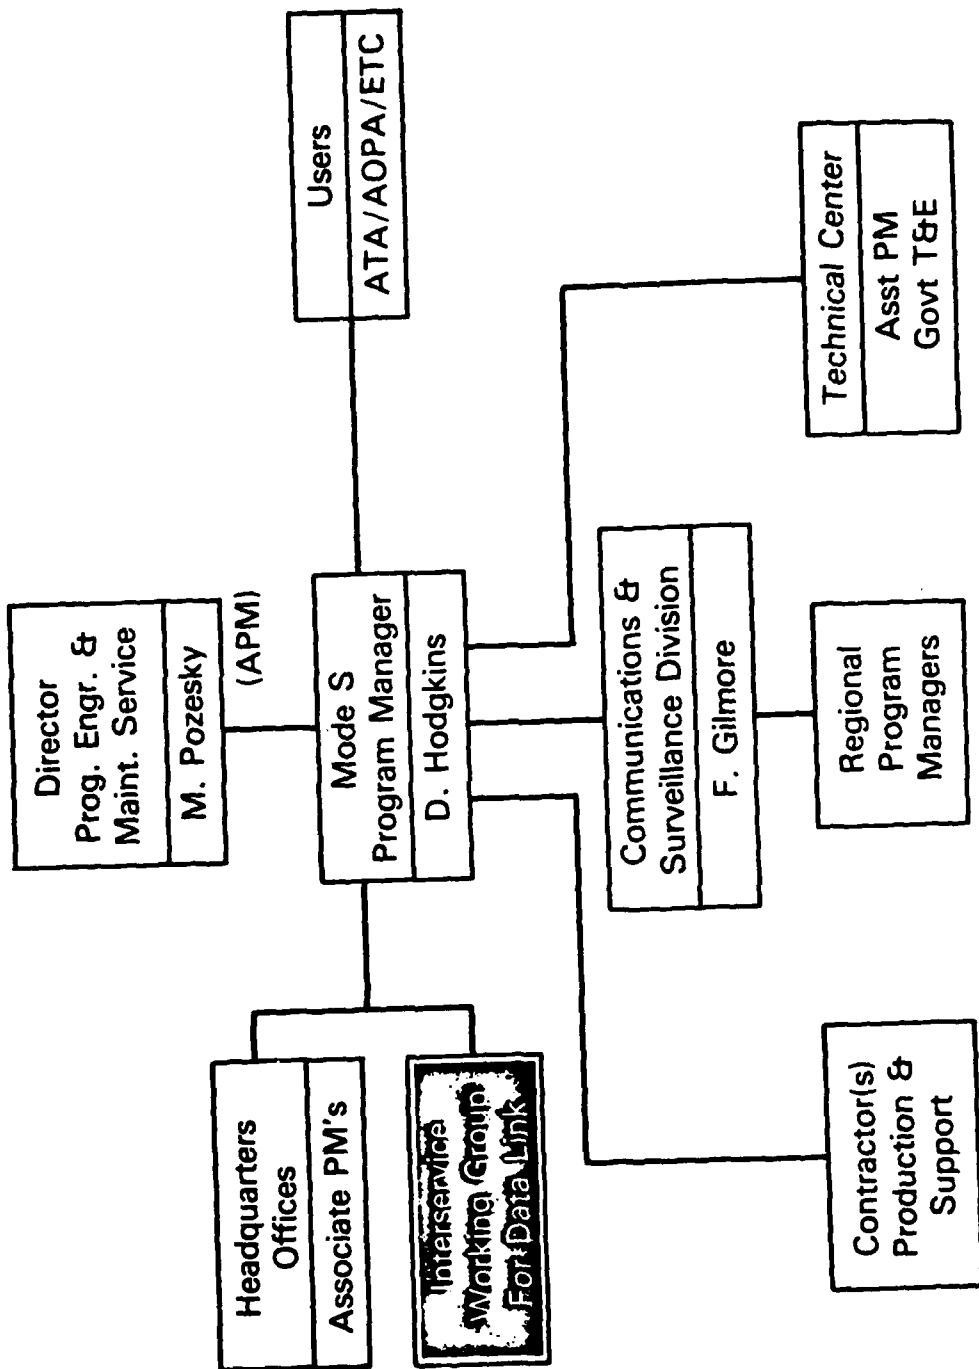 Director
Prog. Engr. &
Maint. Service
M. Pozesky
(APM)
Headquarters
Offices
Associate PM's
Interservice
Working Group
For Data Link
Mode S
Program Manager
D. Hodgkins
Users
ATA/AOPA/ETC
Communications &
Surveillance Division
F. Gilmore
Contractor(s)
Production &
Support
Regional
Program
Managers
Technical Center
Asst PM
Govt T&E